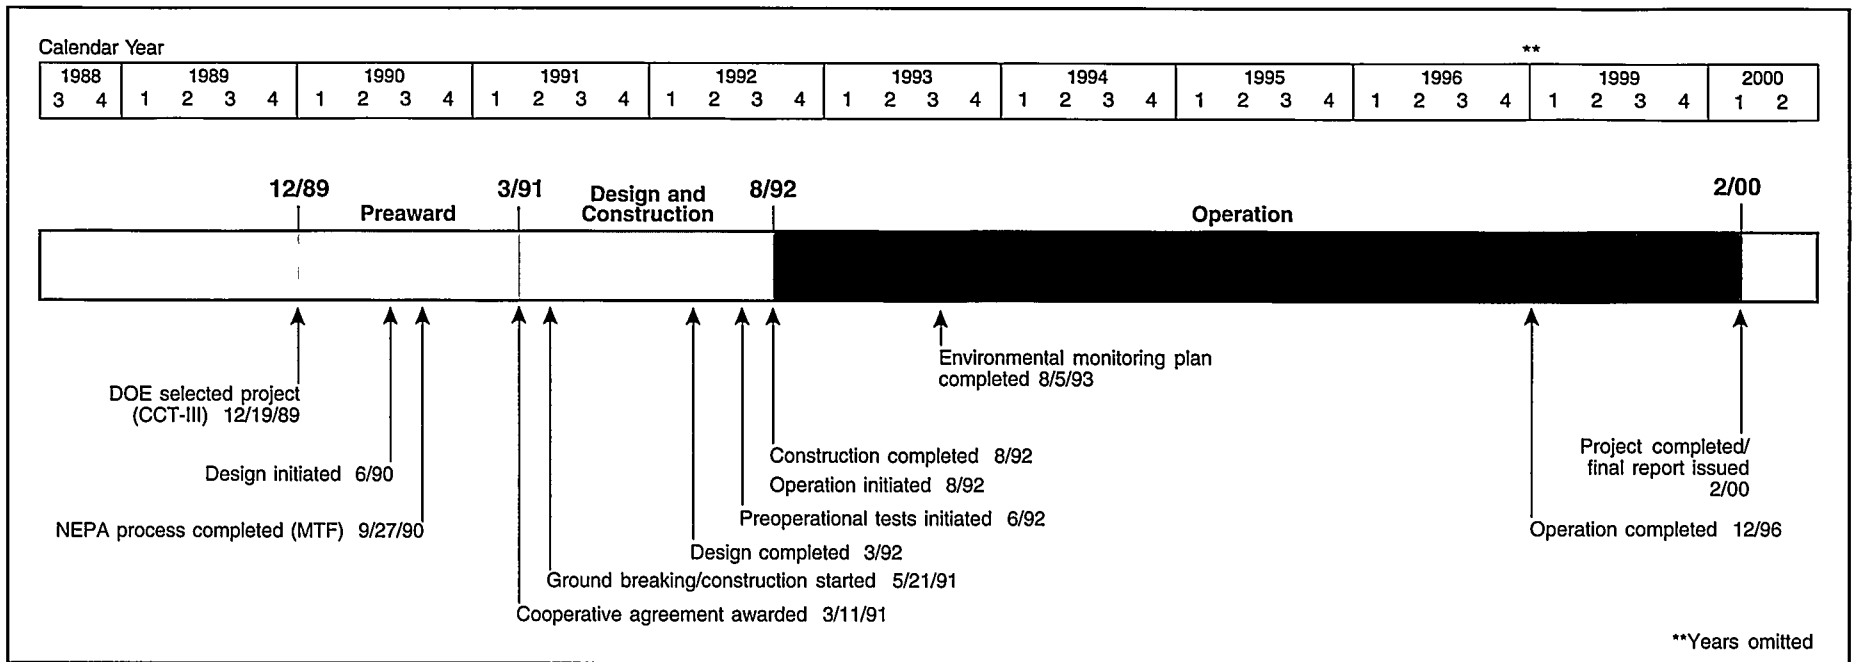 Calendar Year
**
1988 1989 1990 1991 1992 1993 1994 1995 1996 1999 2000
3 4 1 2 3 4 1 2 3 4 1 2 3 4 1 2 3 4 1 2 3 4 1 2 3 4 1 2 3 4 1 2 3 4 1 2 3 4 1 2
12/89
Preaward
3/91
Design and
Construction
8/92
Operation
2/00
DOE selected project
(CCT-III) 12/19/89
Design initiated 6/90
NEPA process completed (MTF) 9/27/90
Environmental monitoring plan
completed 8/5/93
Construction completed 8/92
Operation initiated 8/92
Preoperational tests initiated 6/92
Design completed 3/92
Ground breaking/construction started 5/21/91
Cooperative agreement awarded 3/11/91
Project completed/
final report issued
2/00
Operation completed 12/96
**Years omitted